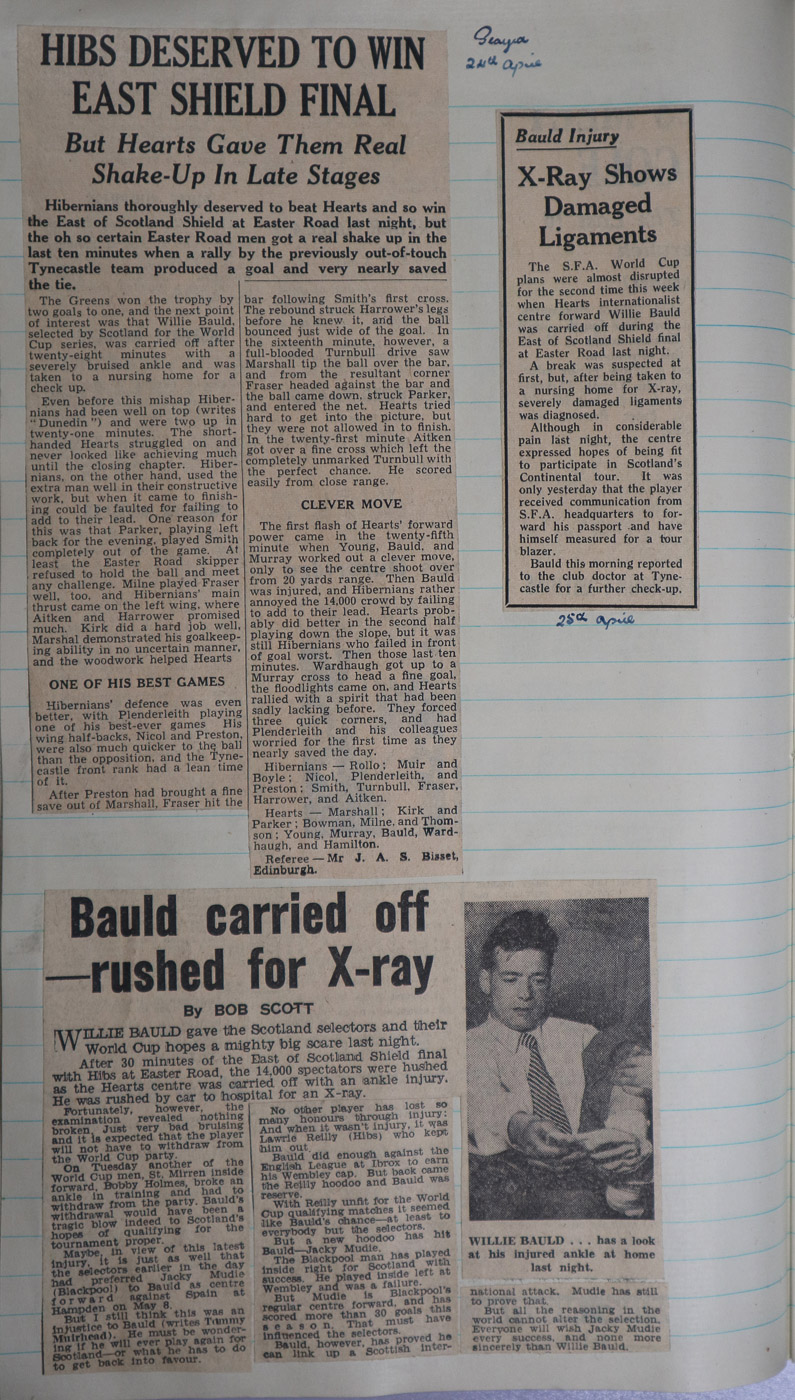 HIBS DESERVED TO WIN
EAST SHIELD FINAL
But Hearts Gave Them Real
Shake-Up In Late Stages
Hibernians thoroughly deserved to beat Hearts and so win
the East of Scotland Shield at Easter Road last night, but
the oh so certain Easter Road men got a real shake up in the
last ten minutes when a rally by the previously out-of-touch
Tynecastle team produced a goal and very nearly saved
the tie.
The Greens won the trophy by
two goals to one, and the next point
of interest was that Willie Bauld,
selected by Scotland for the World
Cup series, was carried off after
twenty-eight minutes with a
severely bruised ankle and was
taken to a nursing home for a
check up.
Even before this mishap Hiber-
nians had been well on top (writes
"Dunedin") and were two up in
twenty-one minutes. The short-
handed Hearts struggled on and
never looked like achieving much
until the closing chapter. Hiber-
nians, on the other hand, used the
extra man well in their constructive
work, but when it came to finish-
ing could be faulted for failing to
add to their lead. One reason for
this was that Parker, playing left
back for the evening, played Smith
completely out of the game. At
least the Easter Road skipper
refused to hold the ball and meet
any challenge. Milne played Fraser
well, too, and Hibernians' main
thrust came on the left wing, where
Aitken and Harrower promised
much. Kirk did a hard job well,
Marshal demonstrated his goalkeep-
ing ability in no uncertain manner,
and the woodwork helped Hearts
ONE OF HIS BEST GAMES
Hibernians' defence was even
better, with Plenderleith playing
one of his best-ever games His
wing half-backs, Nicol and Preston,
were also much quicker to the ball
than the opposition, and the Tyne-
castle front rank had a lean time
of it.
After Preston had brought a fine
save out of Marshall, Fraser hit the
bar following Smith's first cross.
The rebound struck Harrower's legs
before he knew it, and the ball
bounced just wide of the goal. In
the sixteenth minute, however, a
full-blooded Turnbull drive saw
Marshall tip the ball over the bar,
and from the resultant corner
Fraser headed against the bar and
the ball came down, struck Parker,
and entered the net. Hearts tried
hard to get into the picture, but
they were not allowed in to finish.
In the twenty-first minute Aitken
got over a fine cross which left the
completely unmarked Turnbull with
the perfect chance. He scored
easily from close range.
CLEVER MOVE
The first flash of Hearts' forward
power came in the twenty-fifth
minute when Young, Bauld, and
Murray worked out a clever move,
only to see the centre shoot over
from 20 yards range. Then Bauld
was injured, and Hibernians rather
annoyed the 14,000 crowd by failing
to add to their lead. Hearts prob-
ably did better in the second half
playing down the slope, but it was
still Hibernians who failed in front
of goal worst. Then those last ten
minutes. Wardhaugh got up to a
Murray cross to head a fine goal,
the floodlights came on, and Hearts
rallied with a spirit that had been
sadly lacking before. They forced
three quick corners, and had
Plenderleith and his colleagues
worried for the first time as they
nearly saved the day.
Hibernians — Rollo; Muir and
Boyle; Nicol, Plenderleith, and
Preston; Smith, Turnbull, Fraser,
Harrower, and Aitken.
Hearts — Marshall; Kirk and
Parker; Bowman, Milne, and Thom-
son; Young, Murray, Bauld, Ward-
haugh, and Hamilton.
Referee — Mr J. A. S. Bisset,
Edinburgh.
24th April
Bauld Injury
X-Ray Shows
Damaged
Ligaments
The S.F.A. World Cup
plans were almost disrupted
for the second time this week
when Hearts internationalist
centre forward Willie Bauld
was carried off during the
East of Scotland Shield final
at Easter Road last night.
A break was suspected at
first, but, after being taken to
a nursing home for X-ray,
severely damaged ligaments
was diagnosed.
Although in considerable
pain last night, the centre
expressed hopes of being fit
to participate in Scotland's
Continental tour. It was
only yesterday that the player
received communication from
S.F.A. headquarters to for-
ward his passport and have
himself measured for a tour
blazer.
Bauld this morning reported
to the club doctor at Tyne-
castle for a further check-up.
25th April
Bauld carried off
—rushed for X-ray
By BOB SCOTT
WILLIE BAULD gave the Scotland selectors and their
World Cup hopes a mighty big scare last night.
After 30 minutes of the East of Scotland Shield final
with Hibs at Easter Road, the 14,000 spectators were hushed
as the Hearts centre was carried off with an ankle injury.
He was rushed by car to hospital for an X-ray.
Fortunately, however, the
examination revealed nothing
broken. Just very bad bruising
and it is expected that the player
will not have to withdraw from
the World Cup party.
On Tuesday another of the
World Cup men, St. Mirren inside
forward, Bobby Holmes, broke an
ankle in training and had to
withdraw from the party. Bauld's
withdrawal would have been a
tragic blow indeed to Scotland's
hopes of qualifying for the
tournament proper.
Maybe, in view of this latest
injury, it is just as well that
the selectors earlier in the day
had preferred Jacky Mudie
(Blackpool) to Bauld as centre
forward against Spain at
Hampden on May 8.
But I still think this was an
injustice to Bauld (writes Tommy
Muirhead). He must be wonder-
ing if he will ever play again for
Scotland—or what he has to do
to get back into favour.
No other player has lost so
many honours through injury:
And when it wasn't injury, it was
Lawrie Reilly (Hibs) who kept
him out.
Bauld did enough against the
English League at Ibrox to earn
his Wembley cap. But back came
the Reilly hoodoo and Bauld was
reserve.
With Reilly unfit for the World
Cup qualifying matches it seemed
like Bauld's chance—at least to
everybody but the selectors.
But a new hoodoo has hit
Bauld—Jacky Mudie.
The Blackpool man has played
inside right for Scotland with
success. He played inside left at
Wembley and was a failure.
But Mudie is Blackpool's
regular centre forward, and has
scored more than 30 goals this
season. That must have
influenced the selectors.
Bauld, however, has proved he
can link up a Scottish inter-
WILLIE BAULD . . . has a look
at his injured ankle at home
last night.
national attack. Mudie has still
to prove that.
But all the reasoning in the
world cannot alter the selection.
Everyone will wish Jacky Mudie
every success, and none more
sincerely than Willie Bauld.